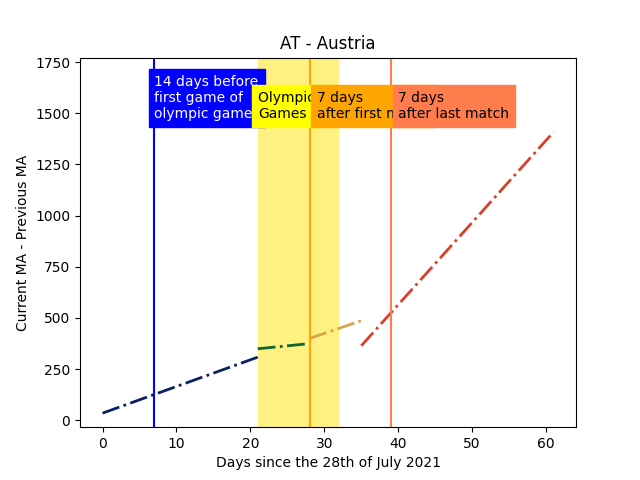 AT - Austria
1750
1500
1250
1000
750
500
250
0
Current MA - Previous MA
14 days before
first game of
olympic game
Olympic
Games
7 days
after first
7 days
after last match
0
10
20
30
40
50
60
Days since the 28th of July 2021